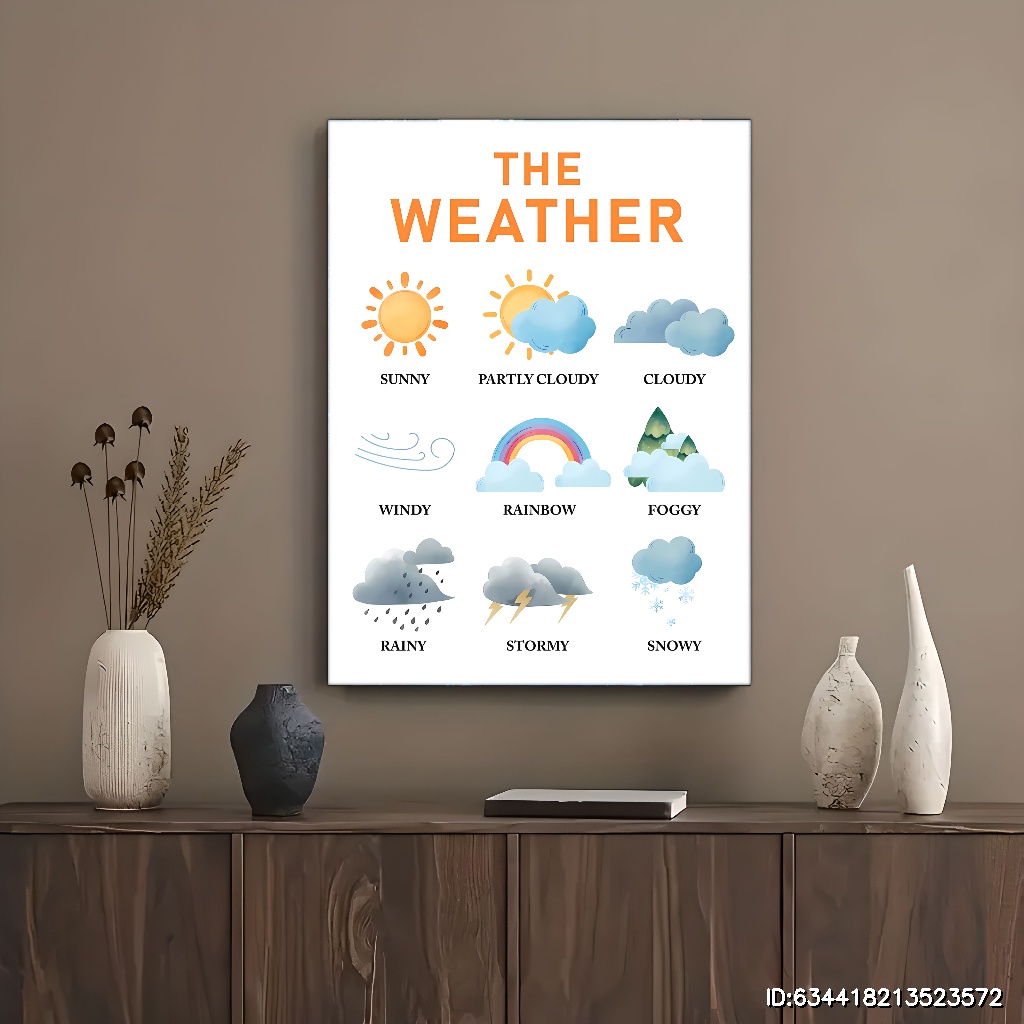 THE
WEATHER
SUNNY
PARTLY CLOUDY
CLOUDY
WINDY
RAINBOW
FOGGY
RAINY
STORMY
SNOWY
ID:634418213523572